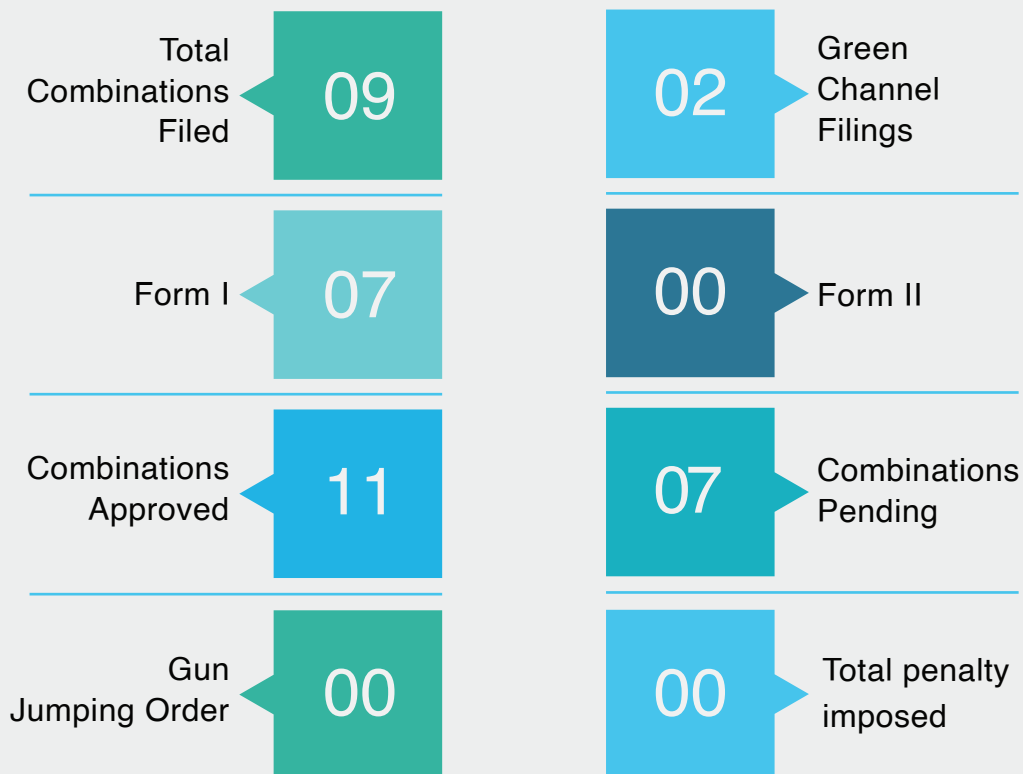 Total
Combinations
Filed
09
02
Green
Channel
Filings
Form I
07
00
Form II
Combinations
Approved
11
07
Combinations
Pending
Gun
Jumping Order
00
00
Total penalty
imposed